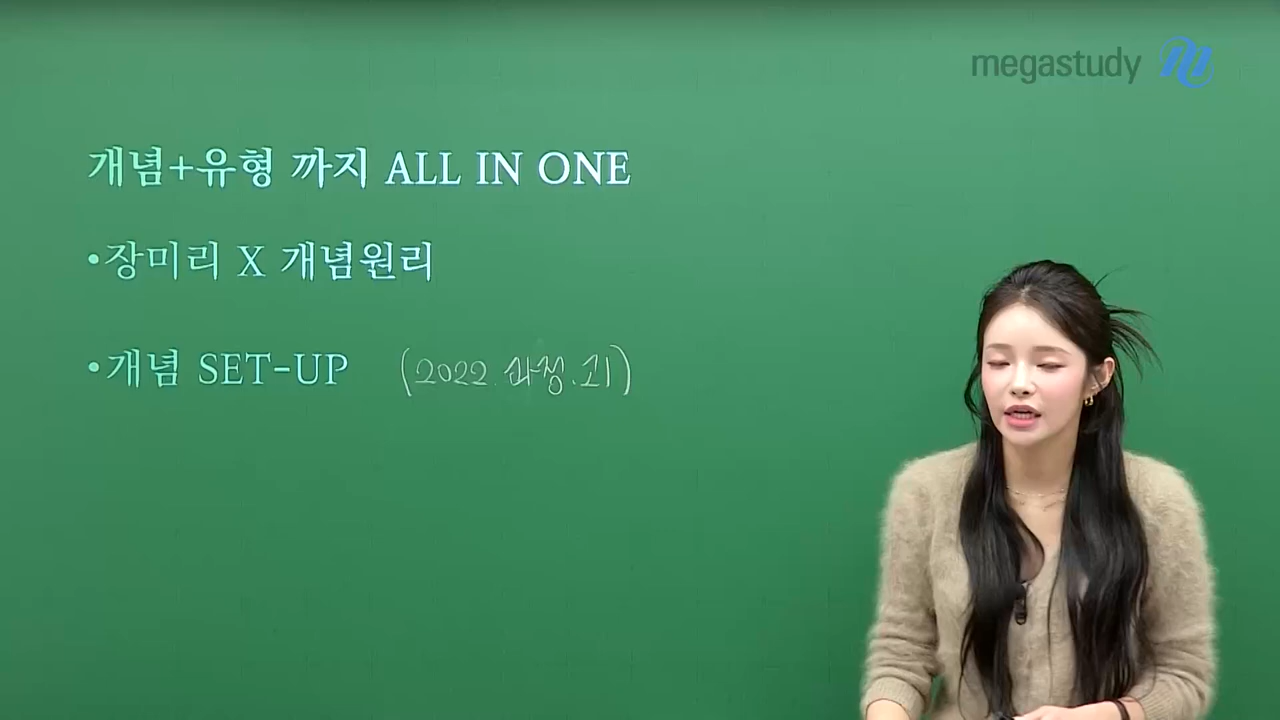 megastudy
개념+유형 까지 ALL IN ONE
•장미리 X 개념원리
•개념 SET-UP (2022. 과정. 고1)